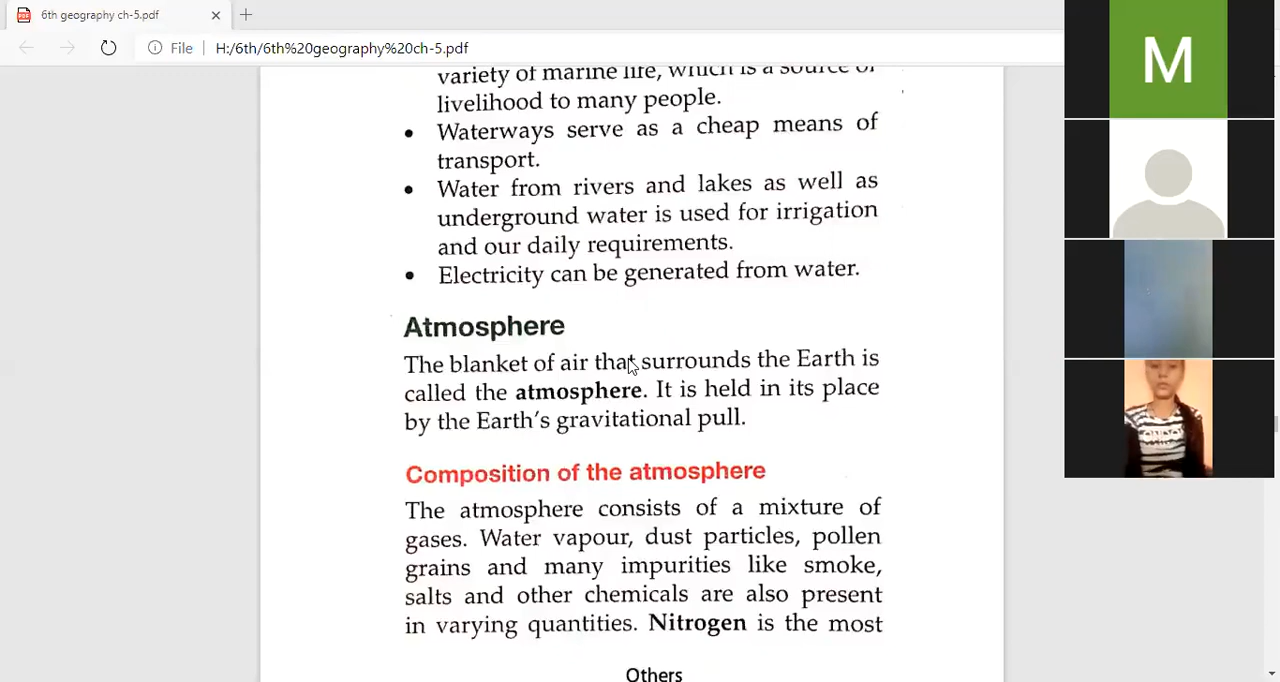 6th geography ch-5.pdf
File H:/6th/6th%20geography%20ch-5.pdf
M
variety of marine life, which is a source of
livelihood to many people.
• Waterways serve as a cheap means of
transport.
• Water from rivers and lakes as well as
underground water is used for irrigation
and our daily requirements.
• Electricity can be generated from water.
Atmosphere
The blanket of air that surrounds the Earth is
called the atmosphere. It is held in its place
by the Earth's gravitational pull.
Composition of the atmosphere
The atmosphere consists of a mixture of
gases. Water vapour, dust particles, pollen
grains and many impurities like smoke,
salts and other chemicals are also present
in varying quantities. Nitrogen is the most
Others